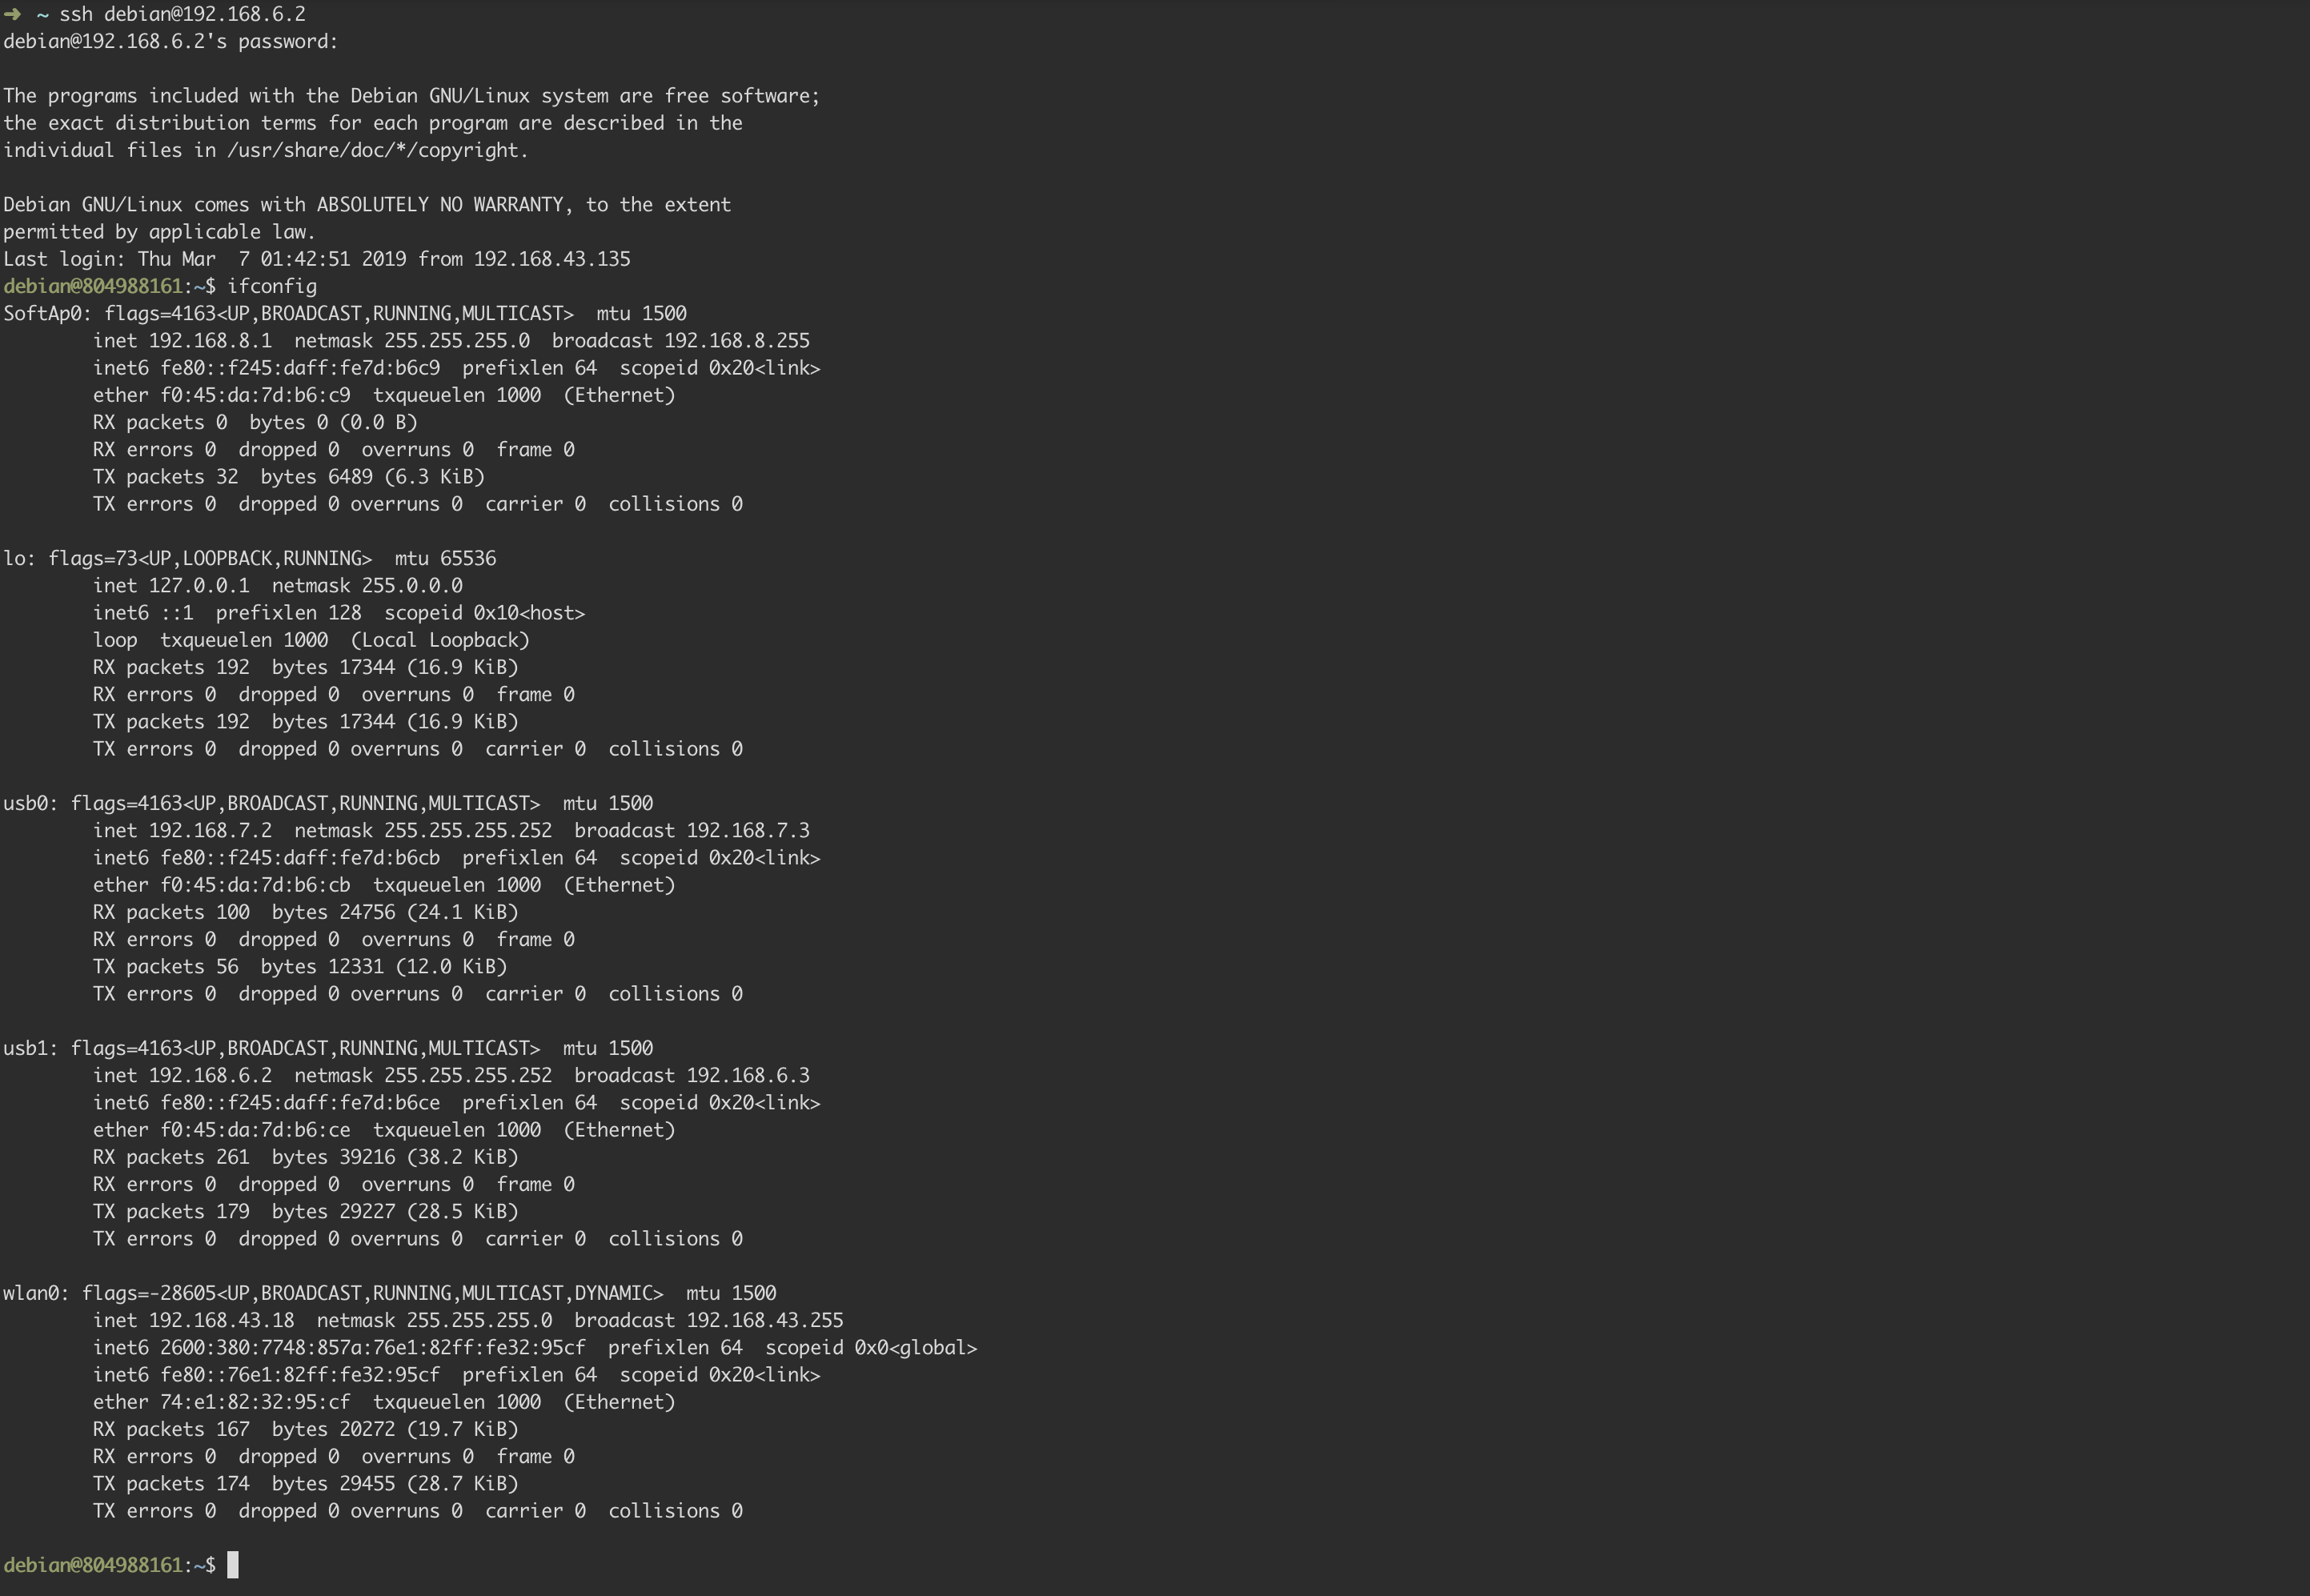 ➜ ~ ssh debian@192.168.6.2
debian@192.168.6.2's password:

The programs included with the Debian GNU/Linux system are free software;
the exact distribution terms for each program are described in the
individual files in /usr/share/doc/*/copyright.

Debian GNU/Linux comes with ABSOLUTELY NO WARRANTY, to the extent
permitted by applicable law.
Last login: Thu Mar  7 01:42:51 2019 from 192.168.43.135
debian@804988161:~$ ifconfig
SoftAp0: flags=4163<UP,BROADCAST,RUNNING,MULTICAST>  mtu 1500
        inet 192.168.8.1  netmask 255.255.255.0  broadcast 192.168.8.255
        inet6 fe80::f245:daff:fe7d:b6c9  prefixlen 64  scopeid 0x20<link>
        ether f0:45:da:7d:b6:c9  txqueuelen 1000  (Ethernet)
        RX packets 0  bytes 0 (0.0 B)
        RX errors 0  dropped 0  overruns 0  frame 0
        TX packets 32  bytes 6489 (6.3 KiB)
        TX errors 0  dropped 0 overruns 0  carrier 0  collisions 0

lo: flags=73<UP,LOOPBACK,RUNNING>  mtu 65536
        inet 127.0.0.1  netmask 255.0.0.0
        inet6 ::1  prefixlen 128  scopeid 0x10<host>
        loop  txqueuelen 1000  (Local Loopback)
        RX packets 192  bytes 17344 (16.9 KiB)
        RX errors 0  dropped 0  overruns 0  frame 0
        TX packets 192  bytes 17344 (16.9 KiB)
        TX errors 0  dropped 0 overruns 0  carrier 0  collisions 0

usb0: flags=4163<UP,BROADCAST,RUNNING,MULTICAST>  mtu 1500
        inet 192.168.7.2  netmask 255.255.255.252  broadcast 192.168.7.3
        inet6 fe80::f245:daff:fe7d:b6cb  prefixlen 64  scopeid 0x20<link>
        ether f0:45:da:7d:b6:cb  txqueuelen 1000  (Ethernet)
        RX packets 100  bytes 24756 (24.1 KiB)
        RX errors 0  dropped 0  overruns 0  frame 0
        TX packets 56  bytes 12331 (12.0 KiB)
        TX errors 0  dropped 0 overruns 0  carrier 0  collisions 0

usb1: flags=4163<UP,BROADCAST,RUNNING,MULTICAST>  mtu 1500
        inet 192.168.6.2  netmask 255.255.255.252  broadcast 192.168.6.3
        inet6 fe80::f245:daff:fe7d:b6ce  prefixlen 64  scopeid 0x20<link>
        ether f0:45:da:7d:b6:ce  txqueuelen 1000  (Ethernet)
        RX packets 261  bytes 39216 (38.2 KiB)
        RX errors 0  dropped 0  overruns 0  frame 0
        TX packets 179  bytes 29227 (28.5 KiB)
        TX errors 0  dropped 0 overruns 0  carrier 0  collisions 0

wlan0: flags=-28605<UP,BROADCAST,RUNNING,MULTICAST,DYNAMIC>  mtu 1500
        inet 192.168.43.18  netmask 255.255.255.0  broadcast 192.168.43.255
        inet6 2600:380:7748:857a:76e1:82ff:fe32:95cf  prefixlen 64  scopeid 0x0<global>
        inet6 fe80::76e1:82ff:fe32:95cf  prefixlen 64  scopeid 0x20<link>
        ether 74:e1:82:32:95:cf  txqueuelen 1000  (Ethernet)
        RX packets 167  bytes 20272 (19.7 KiB)
        RX errors 0  dropped 0  overruns 0  frame 0
        TX packets 174  bytes 29455 (28.7 KiB)
        TX errors 0  dropped 0 overruns 0  carrier 0  collisions 0

debian@804988161:~$